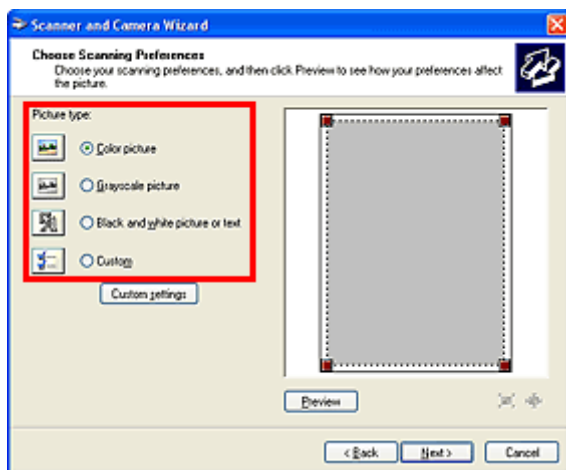 Scanner and Camera Wizard
Choose Scanning Preferences
Choose your scanning preferences, and then click Preview to see how your preferences affect
the picture.
Picture type:
Color picture
Grayscale picture
Black and white picture or text
Custom
Custom settings
Preview
< Back
Next >
Cancel